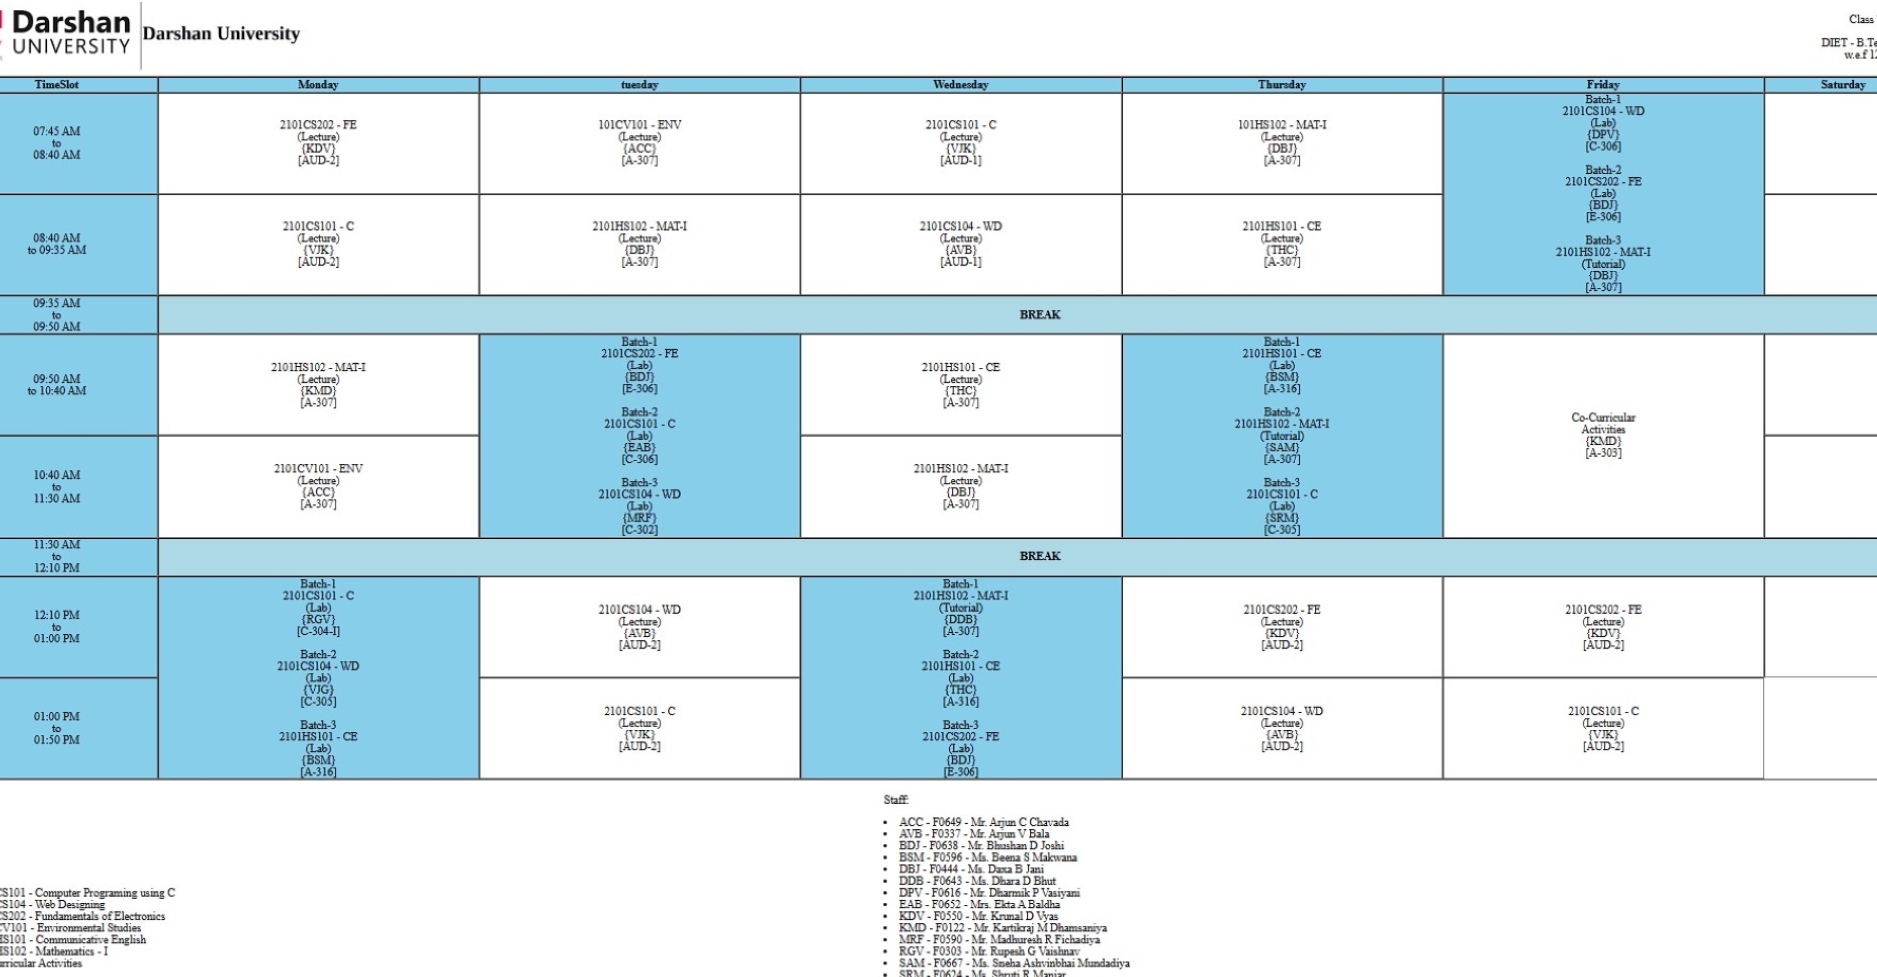 Darshan
UNIVERSITY
Darshan University
Class
DIET - B.Te
w.e.f 12
TimeSlot Monday tuesday Wednesday Thursday Friday Saturday
07:45 AM
to
08:40 AM
2101CS202 - FE
(Lecture)
{KDV}
[AUD-2]
101CV101 - ENV
(Lecture)
{ACC}
[A-307]
2101CS101 - C
(Lecture)
{VJK}
[AUD-1]
101HS102 - MAT-I
(Lecture)
{DBJ}
[A-307]
Batch-1
2101CS104 - WD
(Lab)
{DPV}
[C-306]
Batch-2
2101CS202 - FE
(Lab)
{BDJ}
[E-306]
Batch-3
2101HS102 - MAT-I
(Tutorial)
{DBJ}
[A-307]
08:40 AM
to 09:35 AM
2101CS101 - C
(Lecture)
{VJK}
[AUD-2]
2101HS102 - MAT-I
(Lecture)
{DBJ}
[A-307]
2101CS104 - WD
(Lecture)
{AVB}
[AUD-1]
2101HS101 - CE
(Lecture)
{THC}
[A-307]
09:35 AM
to
09:50 AM
BREAK
09:50 AM
to 10:40 AM
2101HS102 - MAT-I
(Lecture)
{KMD}
[A-307]
Batch-1
2101CS202 - FE
(Lab)
{BDJ}
[E-306]
Batch-2
2101CS101 - C
(Lab)
{EAB}
[C-306]
Batch-3
2101CS104 - WD
(Lab)
{MRF}
[C-302]
2101HS101 - CE
(Lecture)
{THC}
[A-307]
Batch-1
2101HS101 - CE
(Lab)
{BSM}
[A-316]
Batch-2
2101HS102 - MAT-I
(Tutorial)
{SAM}
[A-307]
Batch-3
2101CS101 - C
(Lab)
{SRM}
[C-305]
Co-Curricular
Activities
{KMD}
[A-303]
10:40 AM
to
11:30 AM
2101CV101 - ENV
(Lecture)
{ACC}
[A-307]
2101HS102 - MAT-I
(Lecture)
{DBJ}
[A-307]
11:30 AM
to
12:10 PM
BREAK
12:10 PM
to
01:00 PM
Batch-1
2101CS101 - C
(Lab)
{RGV}
[C-304-I]
Batch-2
2101CS104 - WD
(Lab)
{VJG}
[C-305]
Batch-3
2101HS101 - CE
(Lab)
{BSM}
[A-316]
2101CS104 - WD
(Lecture)
{AVB}
[AUD-2]
Batch-1
2101HS102 - MAT-I
(Tutorial)
{DDB}
[A-307]
Batch-2
2101HS101 - CE
(Lab)
{THC}
[A-316]
Batch-3
2101CS202 - FE
(Lab)
{BDJ}
[E-306]
2101CS202 - FE
(Lecture)
{KDV}
[AUD-2]
2101CS202 - FE
(Lecture)
{KDV}
[AUD-2]
01:00 PM
to
01:50 PM
2101CS101 - C
(Lecture)
{VJK}
[AUD-2]
2101CS104 - WD
(Lecture)
{AVB}
[AUD-2]
2101CS101 - C
(Lecture)
{VJK}
[AUD-2]
CS101 - Computer Programing using C
CS104 - Web Designing
CS202 - Fundamentals of Electronics
CV101 - Environmental Studies
HS101 - Communicative English
HS102 - Mathematics - I
urricular Activities
Staff:
• ACC - F0649 - Mr. Arjun C Chavada
• AVB - F0337 - Mr. Arjun V Bala
• BDJ - F0638 - Mr. Bhushan D Joshi
• BSM - F0596 - Ms. Beena S Makwana
• DBJ - F0444 - Ms. Daxa B Jani
• DDB - F0643 - Ms. Dhara D Bhut
• DPV - F0616 - Mr. Dharmik P Vasiyani
• EAB - F0652 - Mrs. Ekta A Baldha
• KDV - F0550 - Mr. Krunal D Vyas
• KMD - F0122 - Mr. Kartikraj M Dhamsaniya
• MRF - F0590 - Mr. Madhuresh R Fichadiya
• RGV - F0303 - Mr. Rupesh G Vaishnav
• SAM - F0667 - Ms. Sneha Ashvinbhai Mundadiya
• SRM - F0624 - Ms. Shruti R Maniar